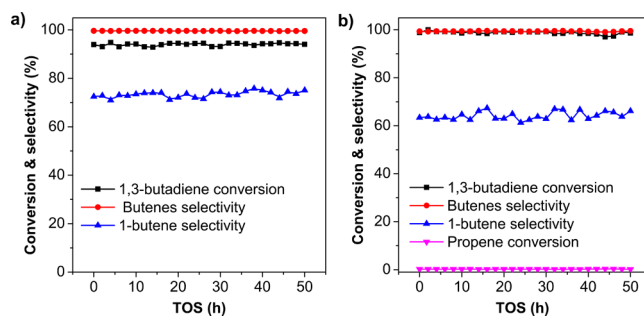 a)
Conversion & selectivity (%)
100
80
60
40
20
0
1,3-butadiene conversion
Butenes selectivity
1-butene selectivity
0 10 20 30 40 50
TOS (h)
b)
Conversion & selectivity (%)
100
80
60
40
20
0
1,3-butadiene conversion
Butenes selectivity
1-butene selectivity
Propene conversion
0 10 20 30 40 50
TOS (h)